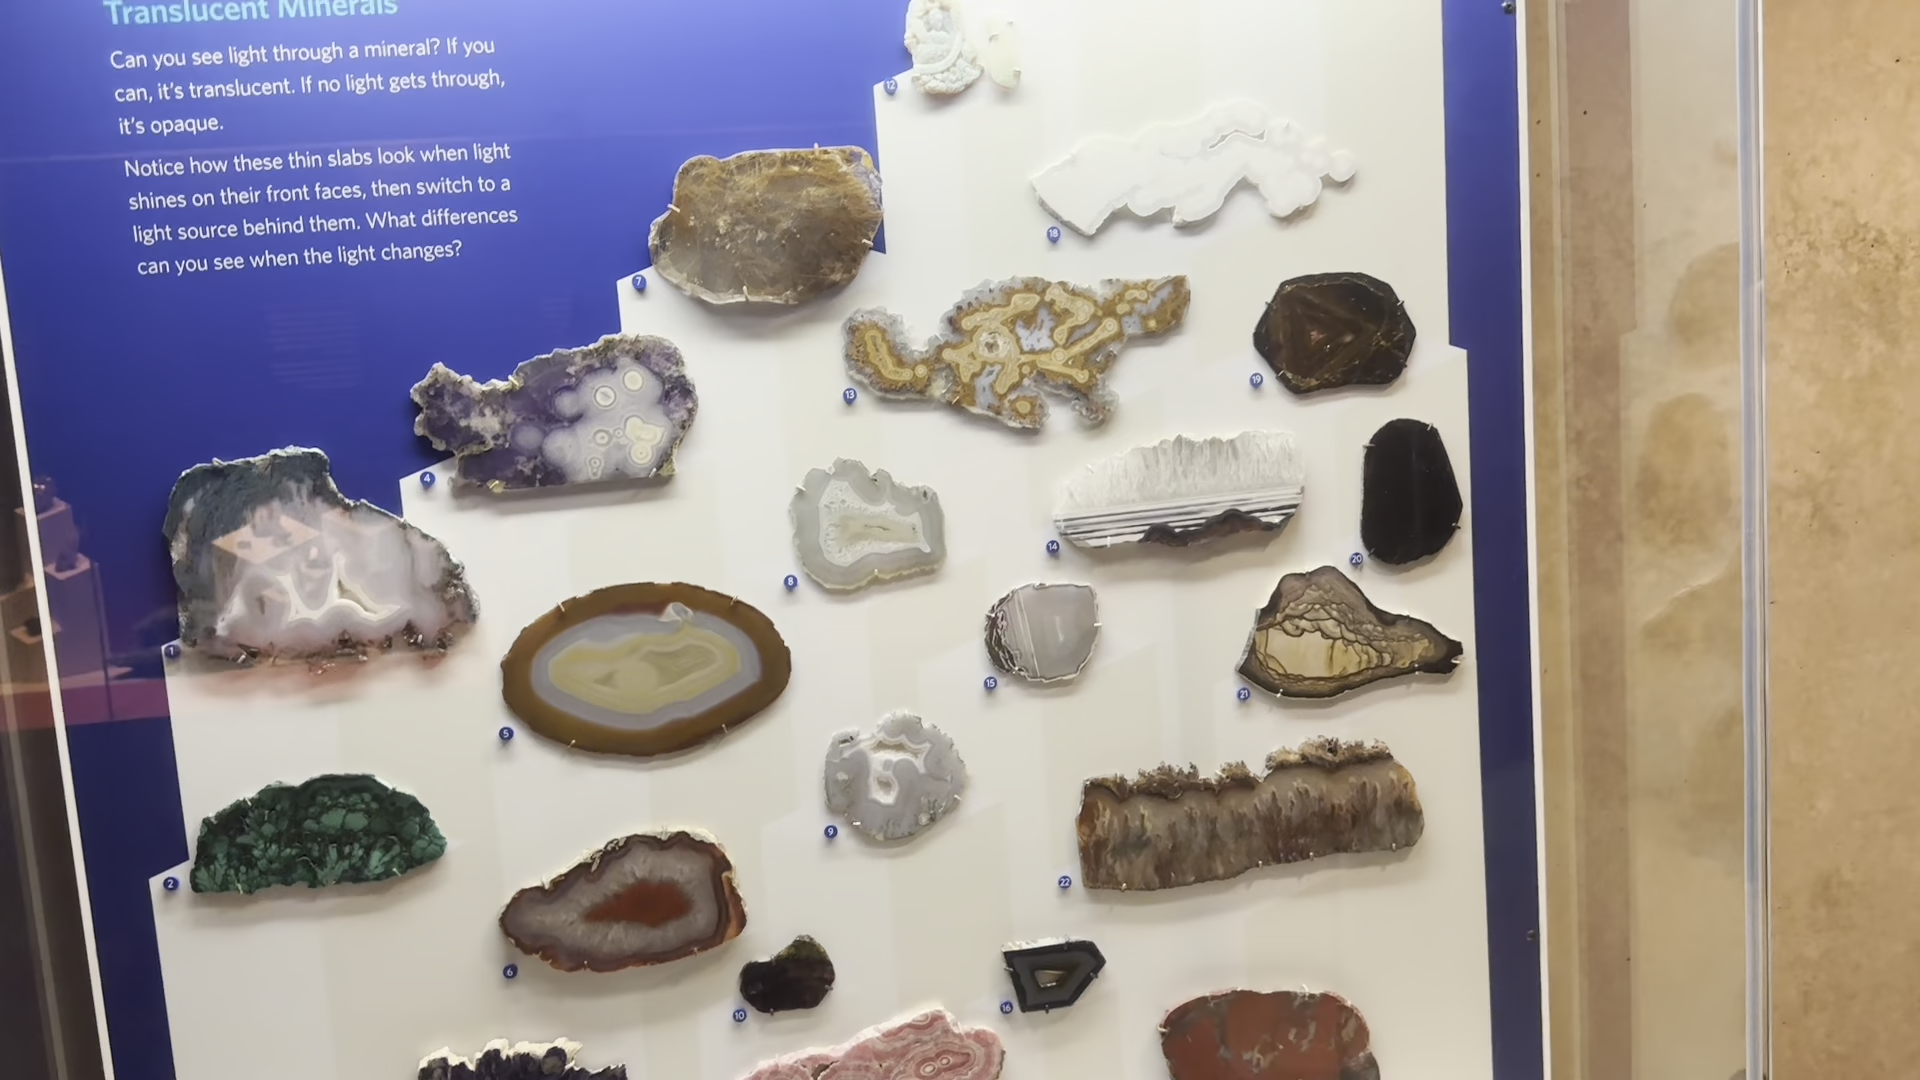 Translucent Minerals
Can you see light through a mineral? If you
can, it's translucent. If no light gets through,
it's opaque.
Notice how these thin slabs look when light
shines on their front faces, then switch to a
light source behind them. What differences
can you see when the light changes?
12
18
7
13
19
4
14
20
8
1
15
21
5
9
2
22
6
10
16